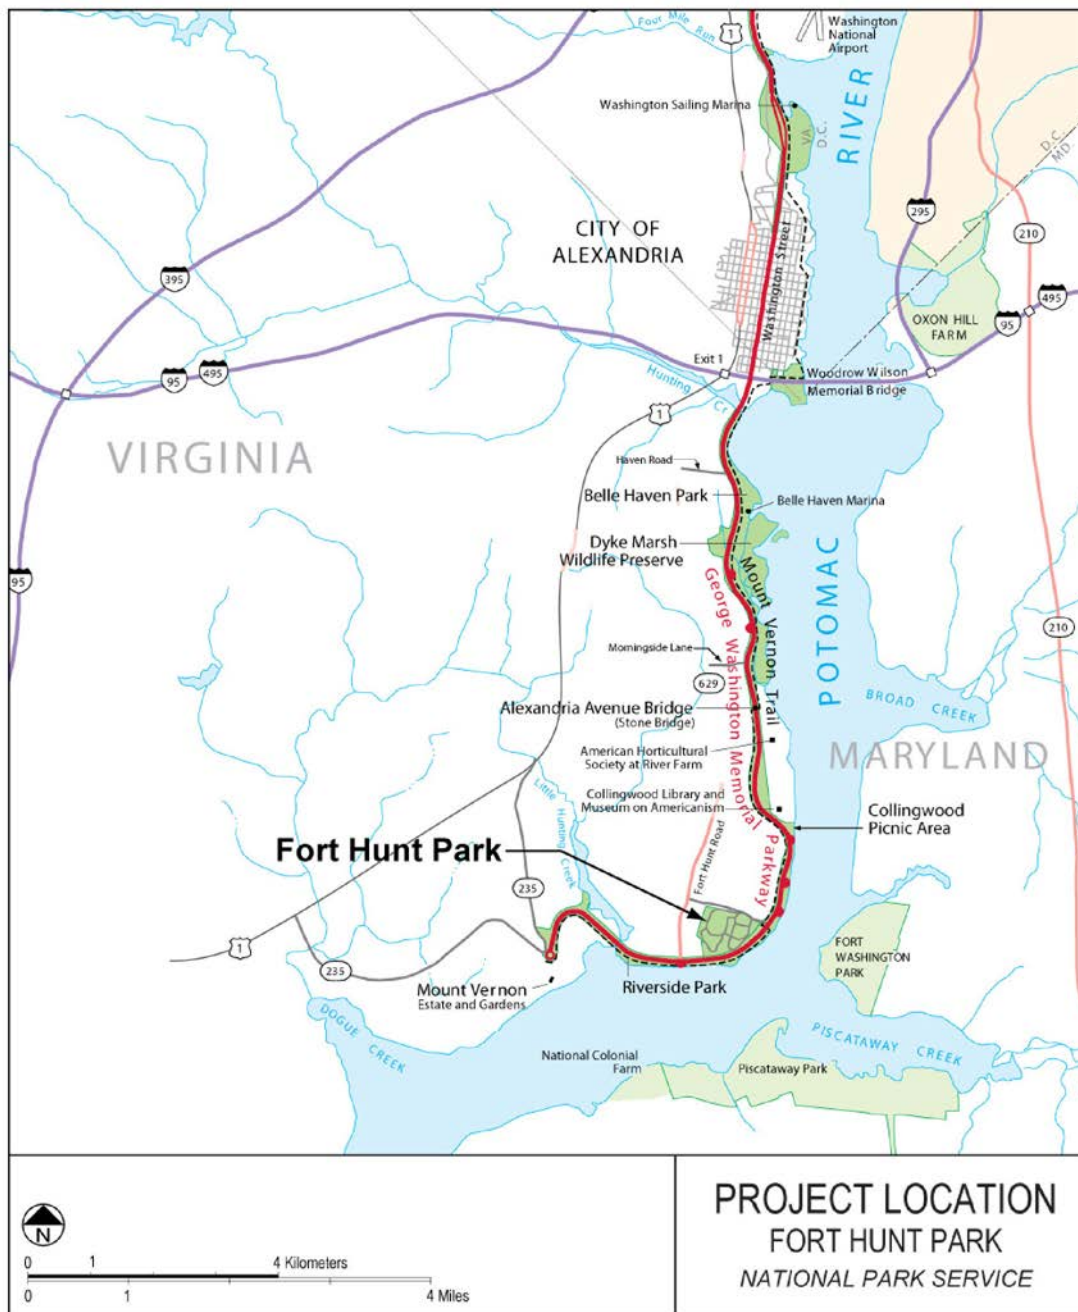 Four Mile
Run
1
Washington
National
Airport
Washington Sailing Marina
RIVER
VA
D.C.
D.C.
MD.
CITY OF
ALEXANDRIA
Washington Street
295
210
395
495
95
OXON HILL
FARM
Exit 1
Hunting Cr
Woodrow Wilson
Memorial Bridge
95
495
1
VIRGINIA
Haven Road
Belle Haven Park
Belle Haven Marina
Dyke Marsh
Wildlife Preserve
POTOMAC
95
Mount Vernon Trail
George Washington Memorial Parkway
210
Morningside Lane
629
BROAD CREEK
Alexandria Avenue Bridge
(Stone Bridge)
American Horticultural
Society at River Farm
MARYLAND
Collingwood Library and
Museum on Americanism
Collingwood
Picnic Area
Little Hunting Creek
Fort Hunt Road
Fort Hunt Park
235
1
235
FORT
WASHINGTON
PARK
Mount Vernon
Estate and Gardens
Riverside Park
DOGUE CREEK
PISCATAWAY CREEK
National Colonial
Farm
Piscataway Park
N
0 1 4 Kilometers
0 1 4 Miles
PROJECT LOCATION
FORT HUNT PARK
NATIONAL PARK SERVICE